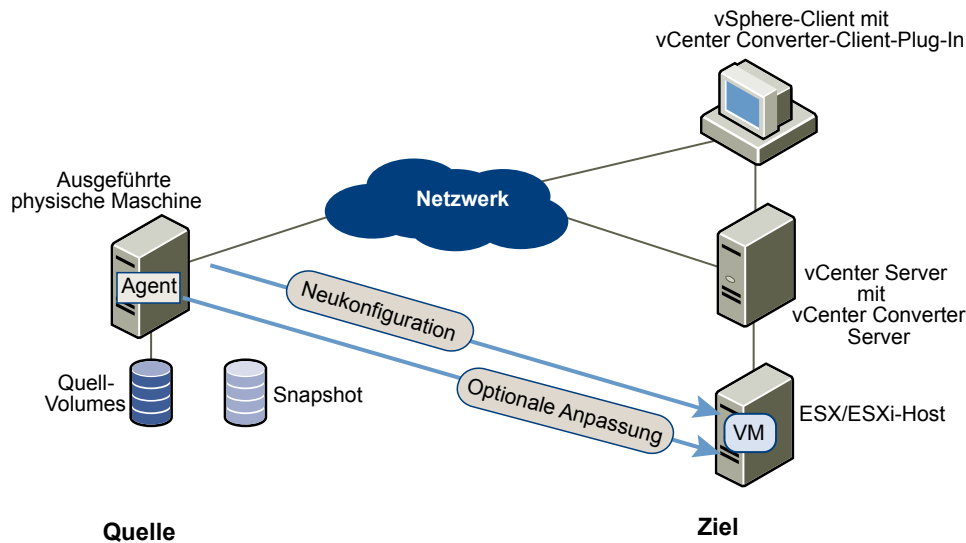 vSphere-Client mit
vCenter Converter-Client-Plug-In
Ausgeführte
physische Maschine
Netzwerk
Agent
Neukonfiguration
vCenter Server
mit
vCenter Converter
Server
Quell-
Volumes
Snapshot
Optionale Anpassung
VM
ESX/ESXi-Host
Quelle
Ziel